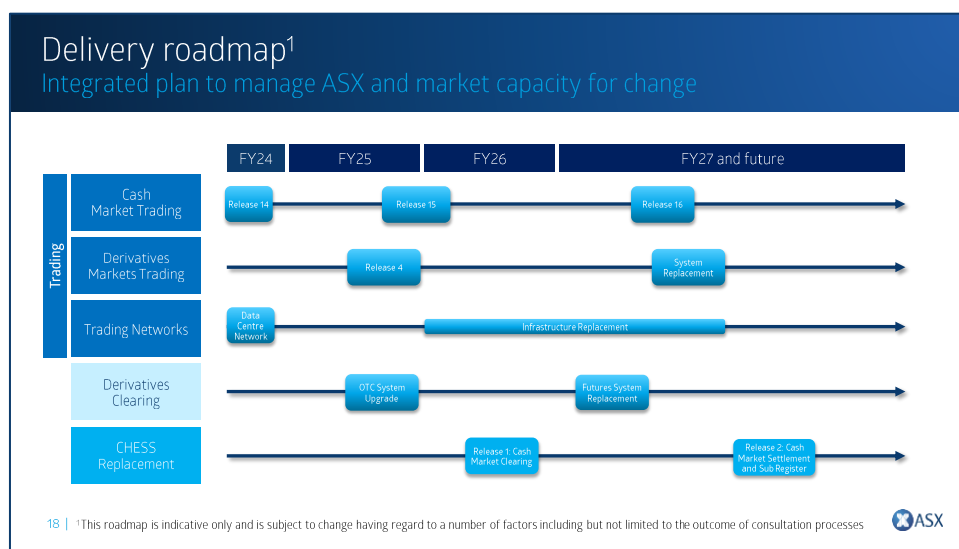 Delivery roadmap¹
Integrated plan to manage ASX and market capacity for change
FY24
FY25
FY26
FY27 and future
Trading
Cash
Market Trading
Release 14
Release 15
Release 16
Derivatives
Markets Trading
Release 4
System
Replacement
Trading Networks
Data
Centre
Network
Infrastructure Replacement
Derivatives
Clearing
OTC System
Upgrade
Futures System
Replacement
CHESS
Replacement
Release 1: Cash
Market Clearing
Release 2: Cash
Market Settlement
and Sub Register
18 |
¹This roadmap is indicative only and is subject to change having regard to a number of factors including but not limited to the outcome of consultation processes
ASX